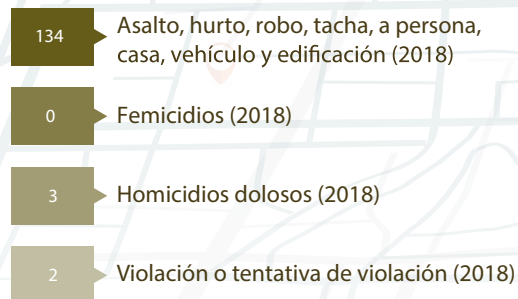 134
Asalto, hurto, robo, tacha, a persona,
casa, vehículo y edificación (2018)
0
Femicidios (2018)
3
Homicidios dolosos (2018)
2
Violación o tentativa de violación (2018)